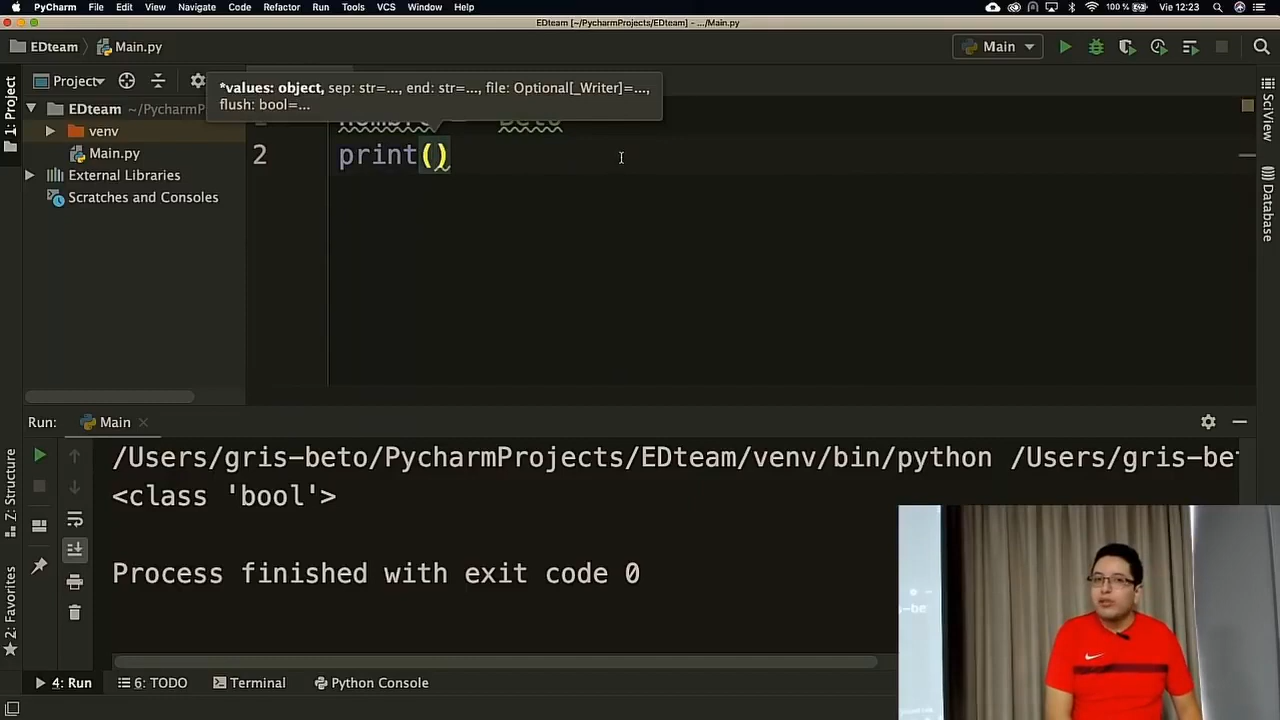 PyCharm File Edit View Navigate Code Refactor Run Tools VCS Window Help 100 % Vie 12:23
EDteam [~/PycharmProjects/EDteam] - .../Main.py
EDteam Main.py Main
1: Project
Project
*values: object, sep: str=..., end: str=..., file: Optional[_Writer]=...,
flush: bool=...
EDteam ~/PycharmP
venv
Main.py
External Libraries
Scratches and Consoles
1 nombre = "Beto"
2 print()
SciView
Database
Run: Main
/Users/gris-beto/PycharmProjects/EDteam/venv/bin/python /Users/gris-bet
<class 'bool'>
Process finished with exit code 0
Z: Structure
2: Favorites
s-be
4: Run 6: TODO Terminal Python Console